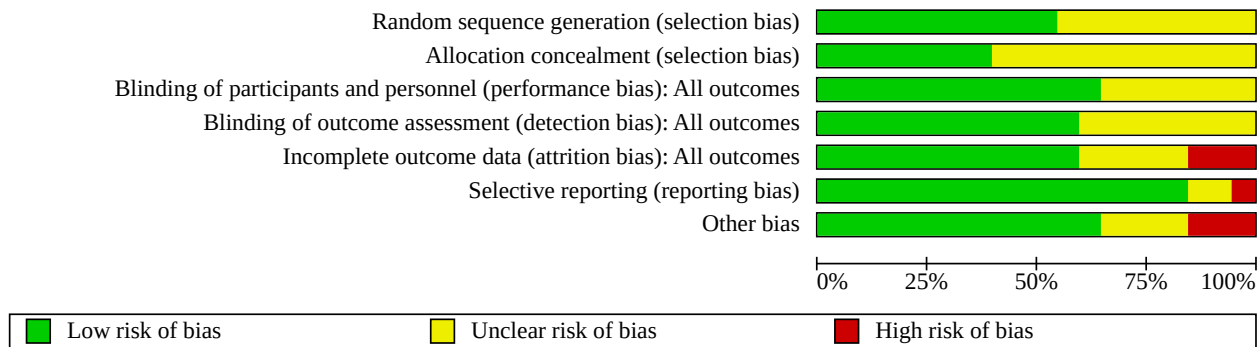 Random sequence generation (selection bias)
Allocation concealment (selection bias)
Blinding of participants and personnel (performance bias): All outcomes
Blinding of outcome assessment (detection bias): All outcomes
Incomplete outcome data (attrition bias): All outcomes
Selective reporting (reporting bias)
Other bias
0% 25% 50% 75% 100%
Low risk of bias Unclear risk of bias High risk of bias